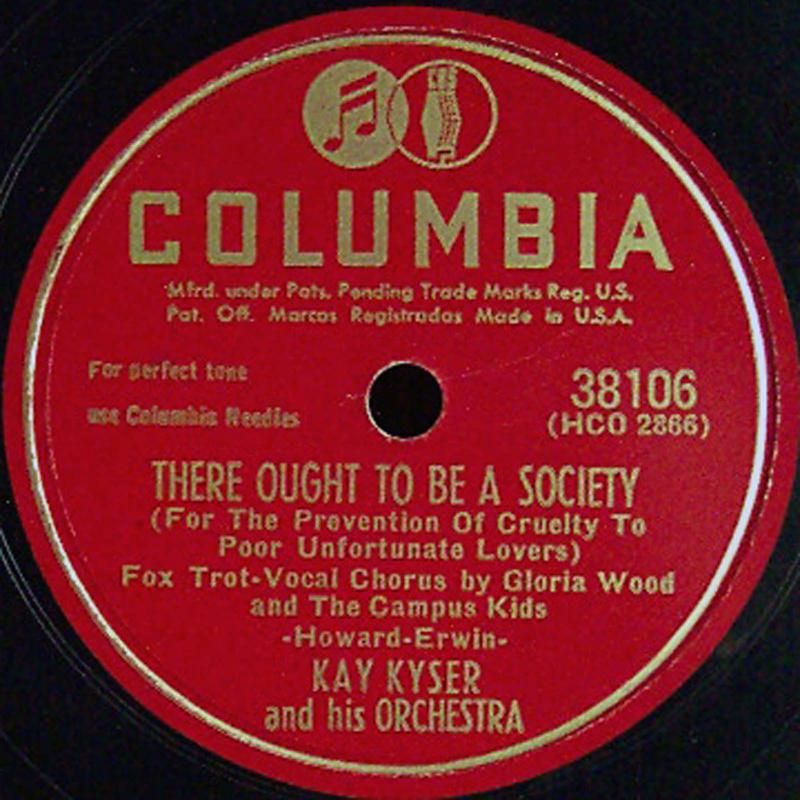 CBS
COLUMBIA
Mfrd. under Pats. Pending Trade Marks Reg. U.S.
Pat. Off. Marcas Registradas Made in U.S.A.
For perfect tone
use Columbia Needles
38106
(HCO 2866)
THERE OUGHT TO BE A SOCIETY
(For The Prevention Of Cruelty To
Poor Unfortunate Lovers)
Fox Trot-Vocal Chorus by Gloria Wood
and The Campus Kids
-Howard-Erwin-
KAY KYSER
and his ORCHESTRA